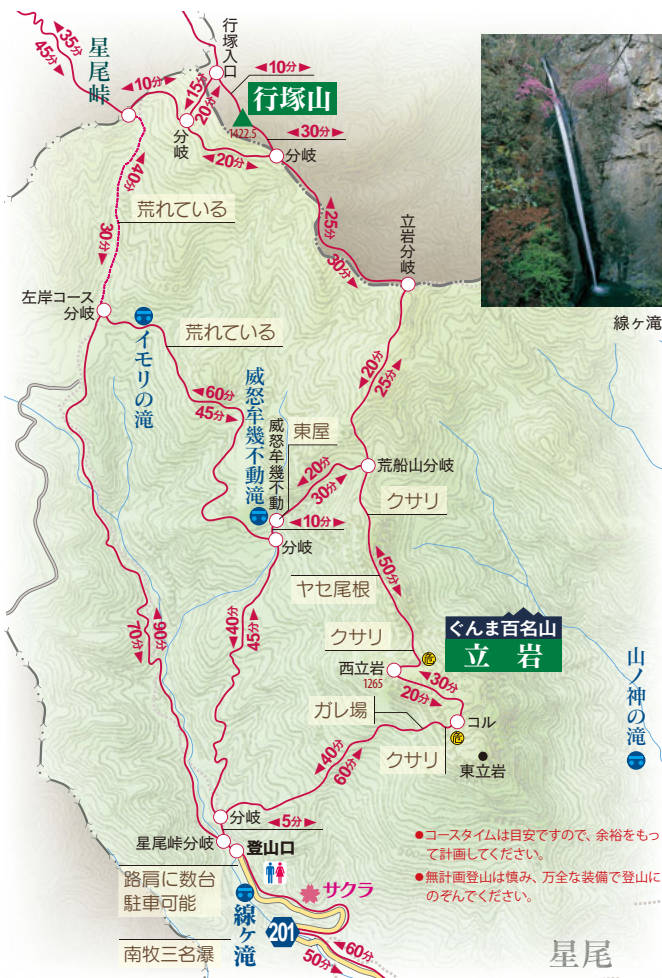 35分
45分
星尾峠
行塚入口
10分
15分
20分
10分
行塚山
1422.5
30分
分岐
20分
分岐
40分
25分
立岩分岐
荒れている
30分
30分
線ヶ滝
左岸コース
分岐
イモリの滝
荒れている
20分
25分
60分
45分
威怒牟幾不動滝
威怒牟幾不動
東屋
20分
30分
荒船山分岐
クサリ
10分
分岐
50分
ヤセ尾根
ぐんま百名山
立岩
クサリ
危
西立岩
1265
30分
20分
40分
45分
90分
70分
山ノ神の滝
ガレ場
コル
危
クサリ
東立岩
40分
60分
分岐
5分
星尾峠分岐
登山口
●コースタイムは目安ですので、余裕をもっ
て計画してください。
●無計画登山は慎み、万全な装備で登山に
のぞんでください。
路肩に数台
駐車可能
サクラ
線ヶ滝
201
南牧三名瀑
60分
50分
星尾